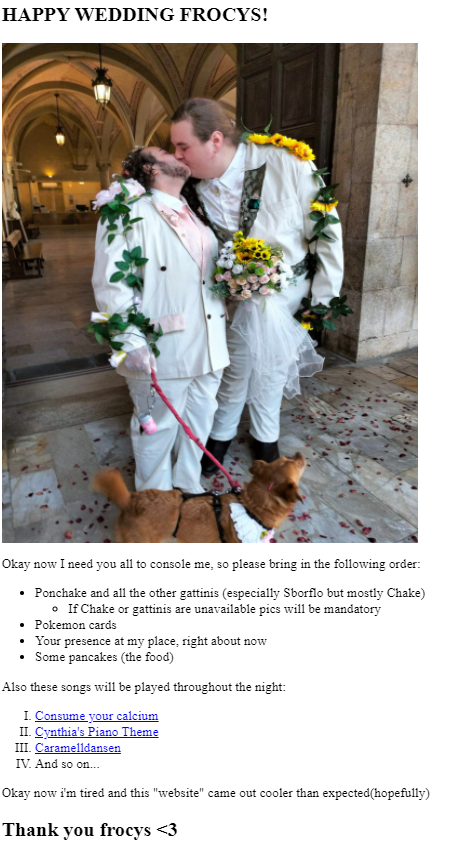 HAPPY WEDDING FROCYS!
Okay now I need you all to console me, so please bring in the following order:
• Ponchake and all the other gattinis (especially Sborflo but mostly Chake)
◦ If Chake or gattinis are unavailable pics will be mandatory
• Pokemon cards
• Your presence at my place, right about now
• Some pancakes (the food)
Also these songs will be played throughout the night:
I. Consume your calcium
II. Cynthia's Piano Theme
III. Caramelldansen
IV. And so on...
Okay now i'm tired and this "website" came out cooler than expected(hopefully)
Thank you frocys <3